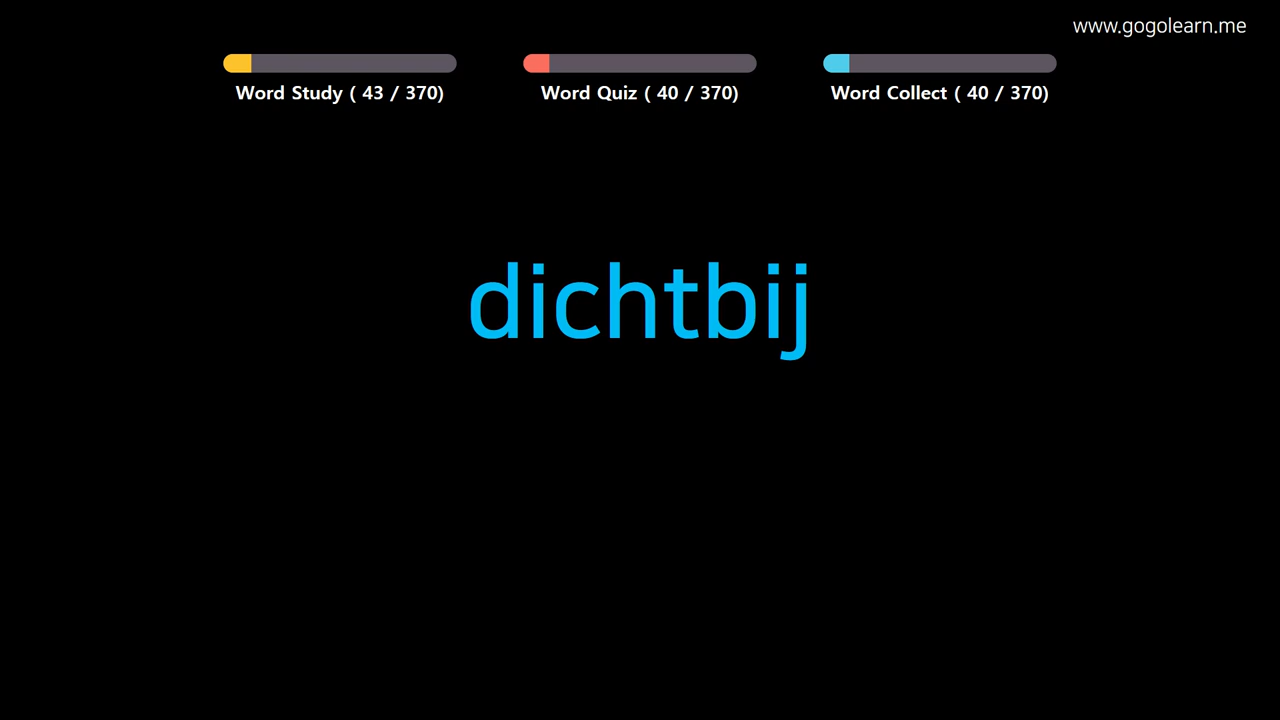 www.gogolearn.me
Word Study ( 43 / 370)
Word Quiz ( 40 / 370)
Word Collect ( 40 / 370)
dichtbij